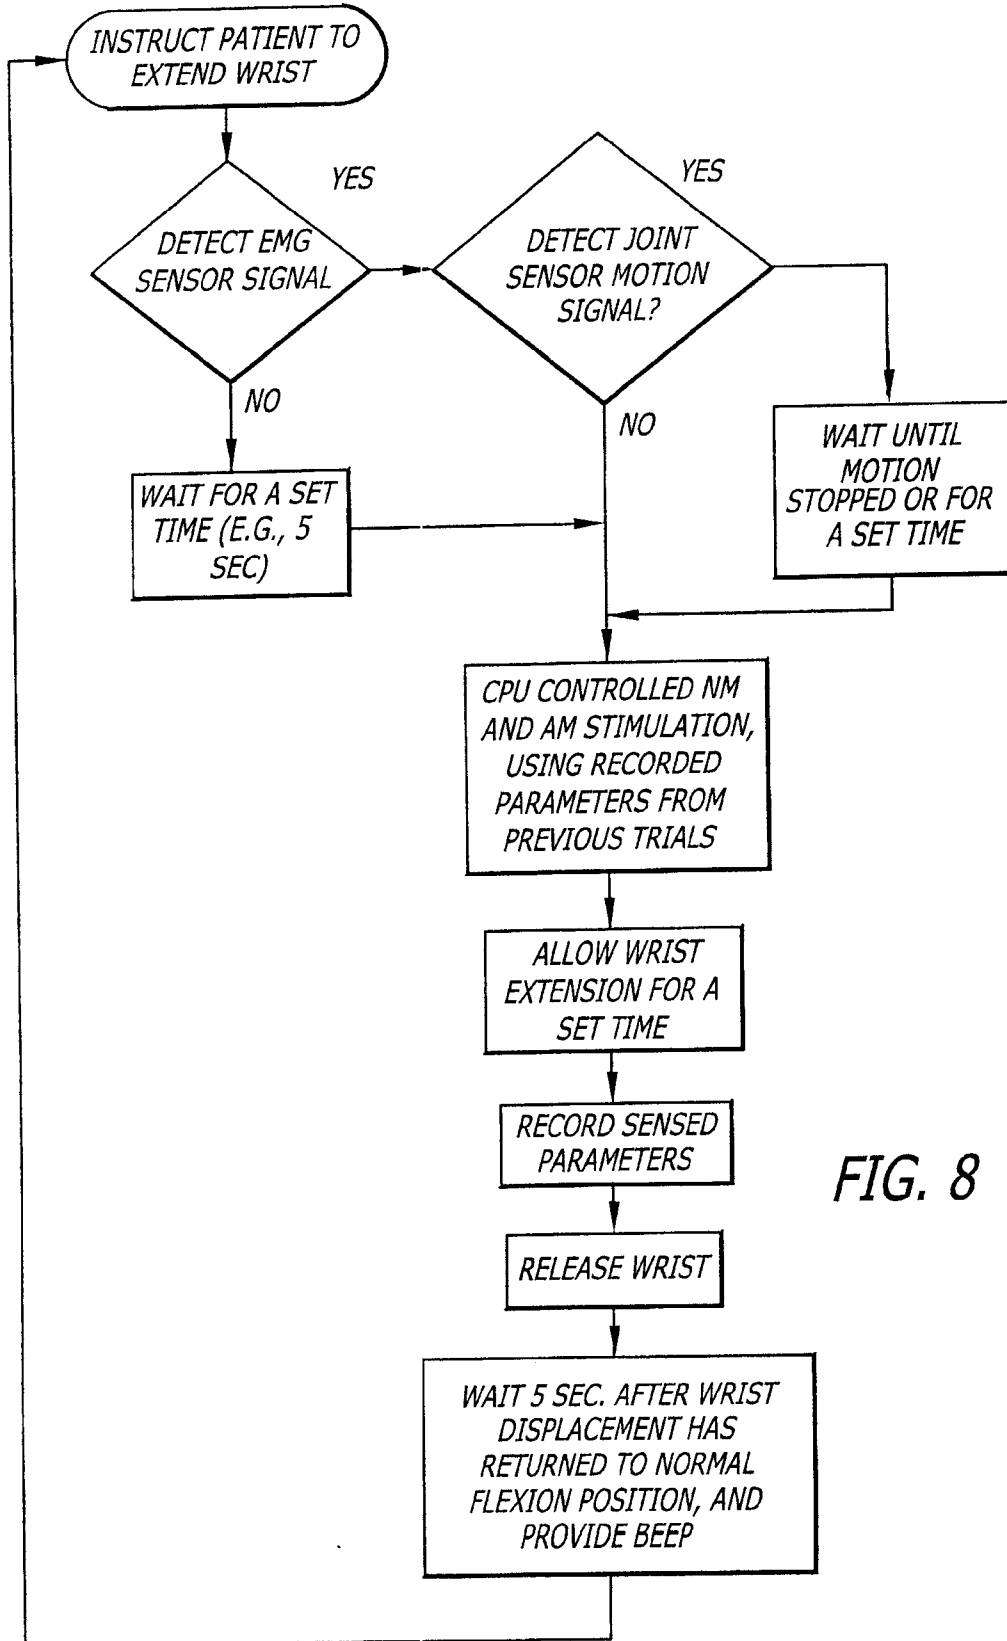 INSTRUCT PATIENT TO
EXTEND WRIST
YES
DETECT EMG
SENSOR SIGNAL
NO
YES
DETECT JOINT
SENSOR MOTION
SIGNAL?
NO
WAIT FOR A SET
TIME (E.G., 5
SEC)
WAIT UNTIL
MOTION
STOPPED OR FOR
A SET TIME
CPU CONTROLLED NM
AND AM STIMULATION,
USING RECORDED
PARAMETERS FROM
PREVIOUS TRIALS
ALLOW WRIST
EXTENSION FOR A
SET TIME
RECORD SENSED
PARAMETERS
FIG. 8
RELEASE WRIST
WAIT 5 SEC. AFTER WRIST
DISPLACEMENT HAS
RETURNED TO NORMAL
FLEXION POSITION, AND
PROVIDE BEEP